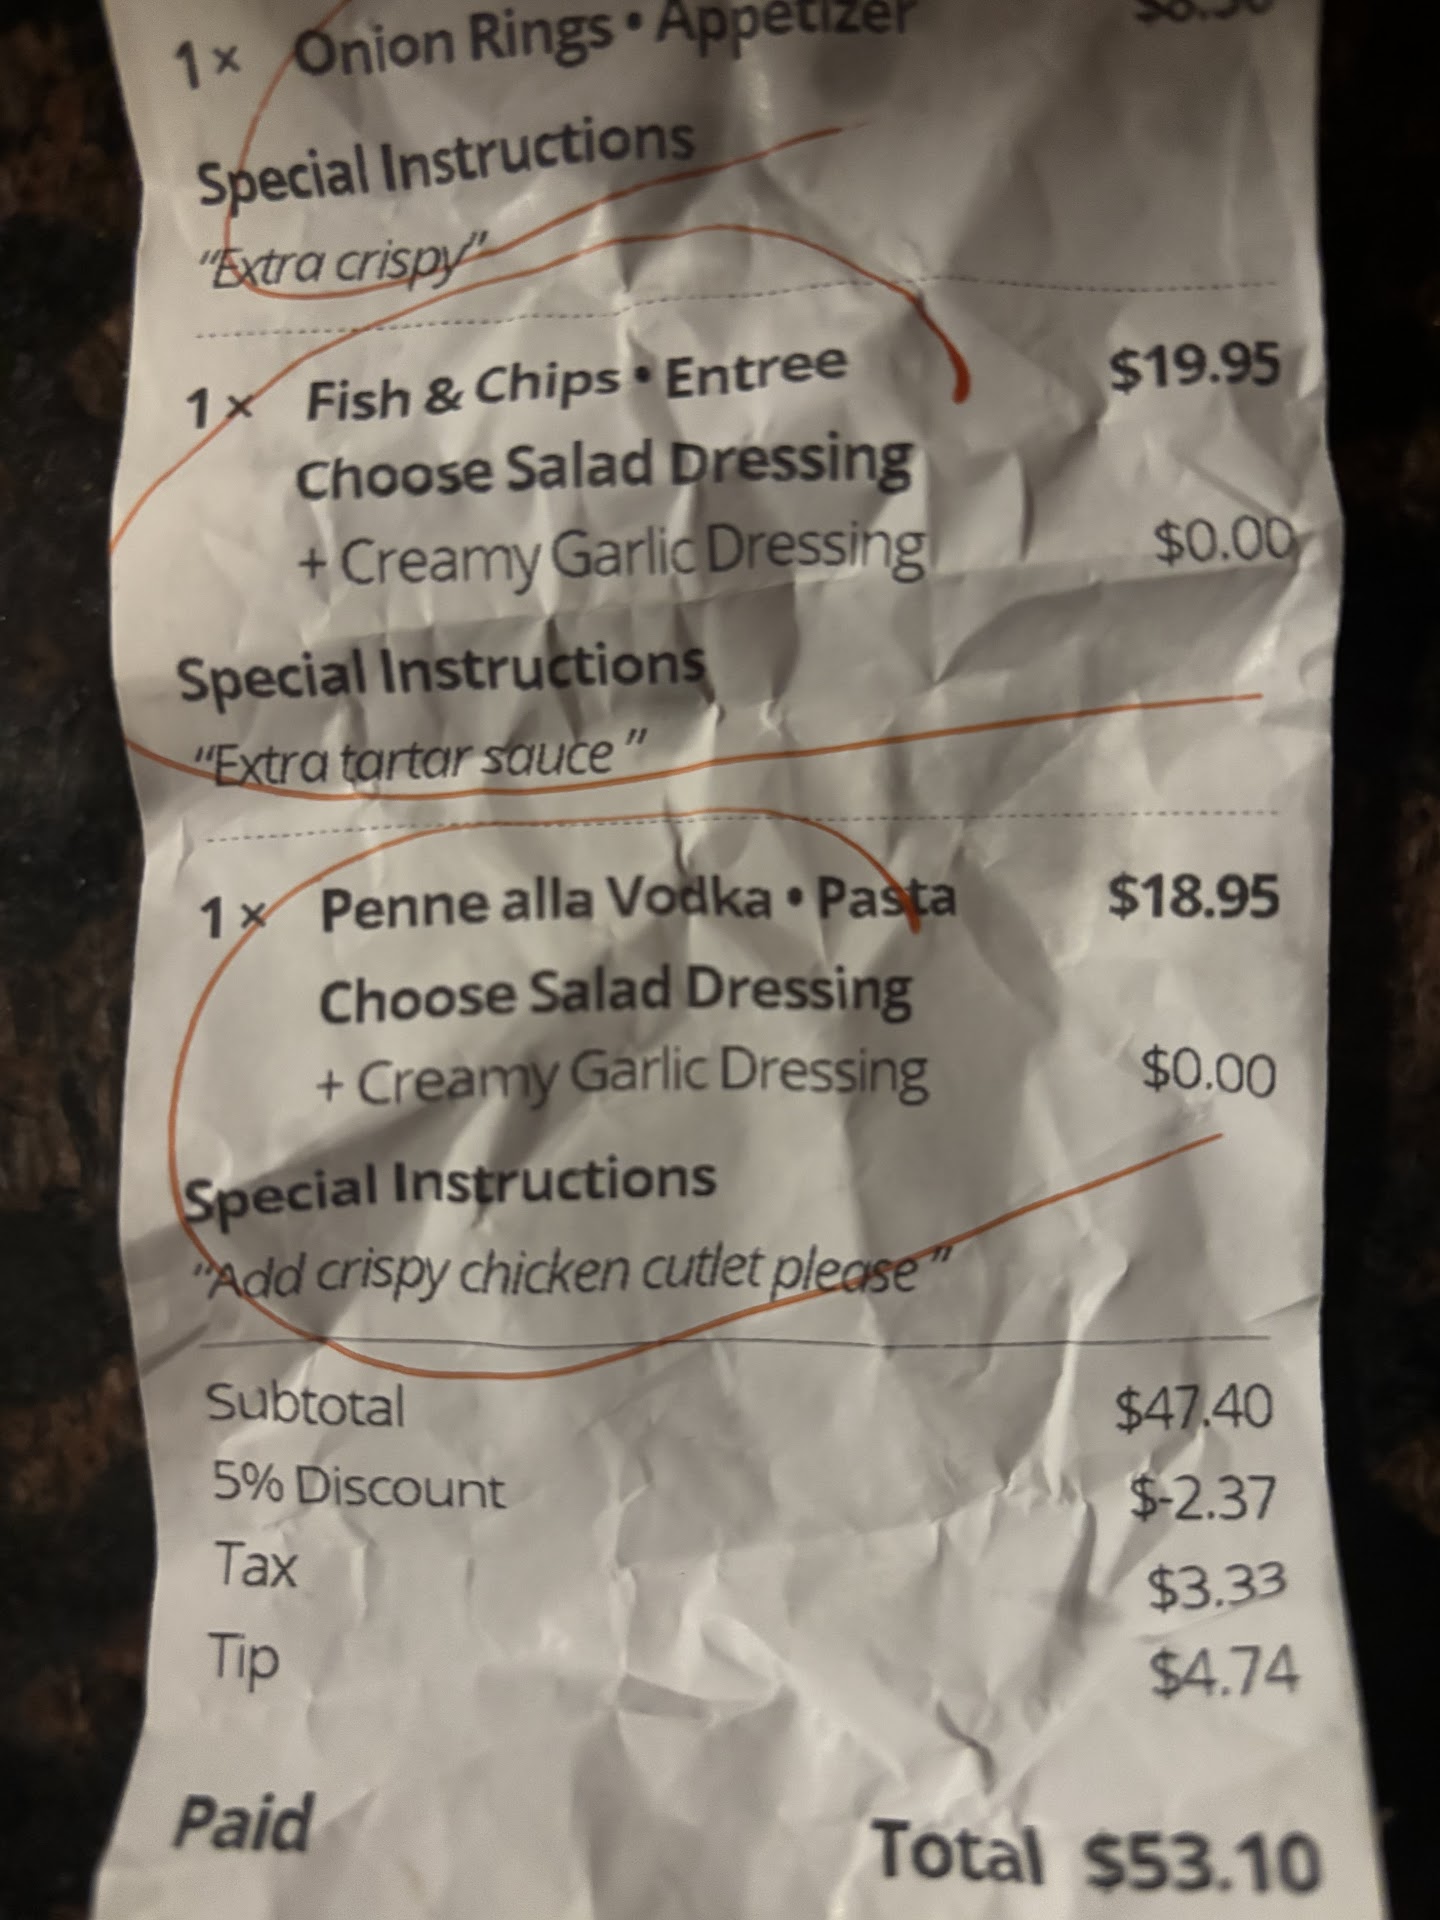 1 × Onion Rings • Appetizer
Special Instructions
"Extra crispy"
1 × Fish & Chips • Entree $19.95
Choose Salad Dressing
+ Creamy Garlic Dressing $0.00
Special Instructions
"Extra tartar sauce "
1 × Penne alla Vodka • Pasta $18.95
Choose Salad Dressing
+ Creamy Garlic Dressing $0.00
Special Instructions
"Add crispy chicken cutlet please "
Subtotal $47.40
5% Discount $-2.37
Tax $3.33
Tip $4.74
Paid Total $53.10